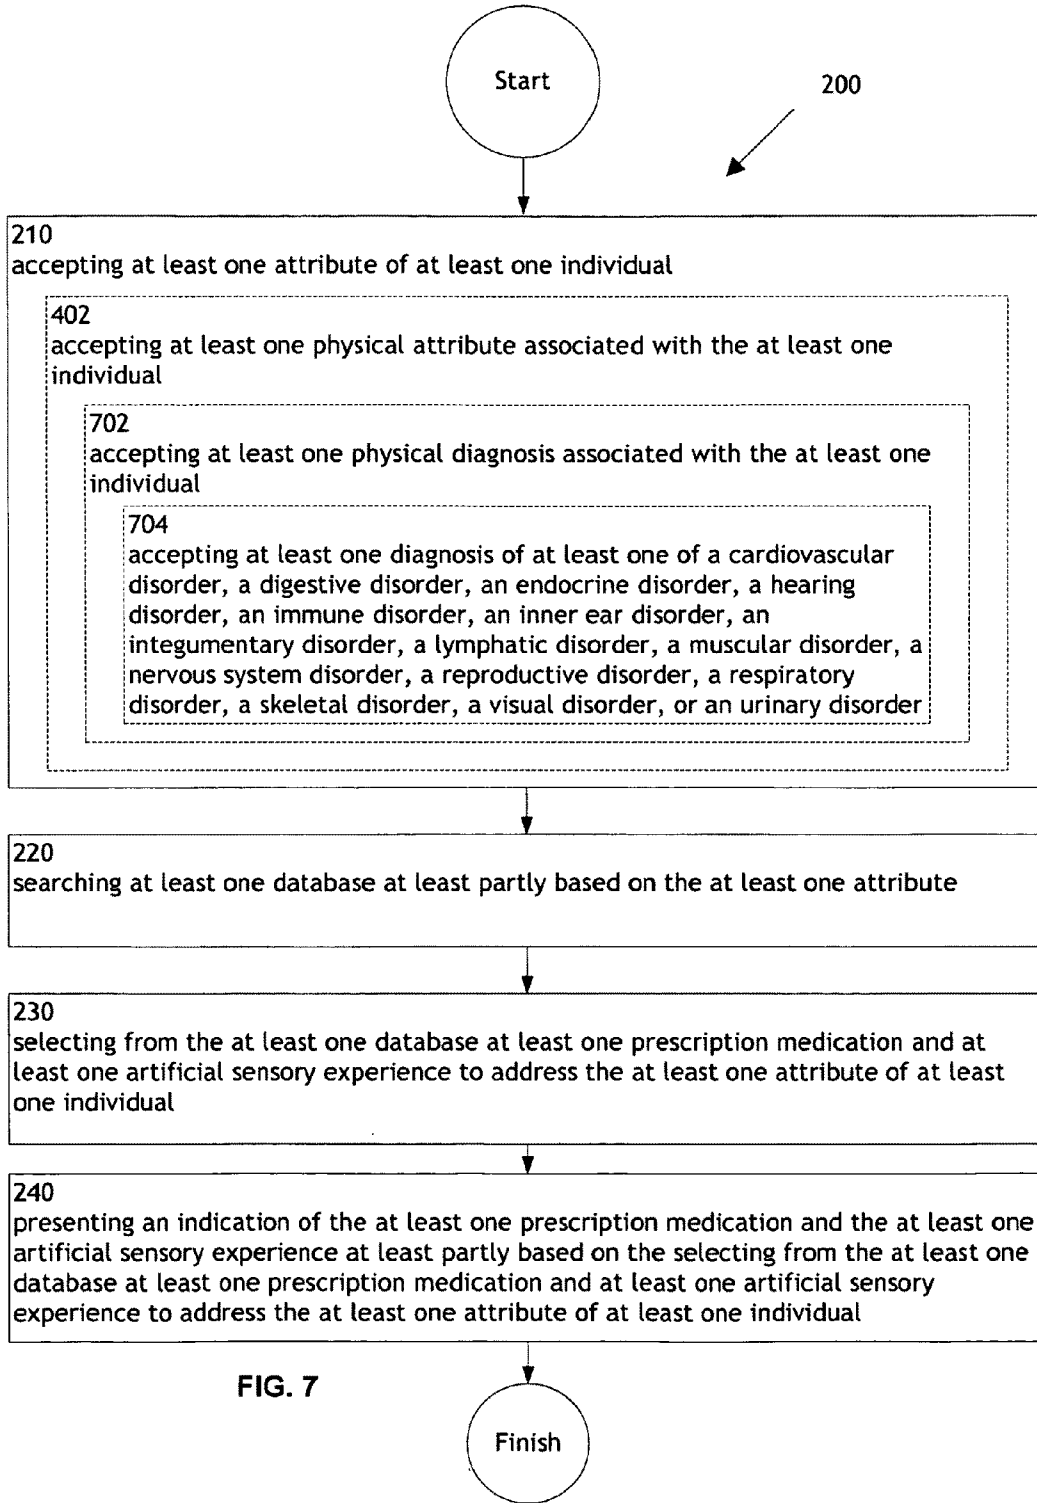 Start
200
210
accepting at least one attribute of at least one individual
402
accepting at least one physical attribute associated with the at least one
individual
702
accepting at least one physical diagnosis associated with the at least one
individual
704
accepting at least one diagnosis of at least one of a cardiovascular
disorder, a digestive disorder, an endocrine disorder, a hearing
disorder, an immune disorder, an inner ear disorder, an
integumentary disorder, a lymphatic disorder, a muscular disorder, a
nervous system disorder, a reproductive disorder, a respiratory
disorder, a skeletal disorder, a visual disorder, or an urinary disorder
220
searching at least one database at least partly based on the at least one attribute
230
selecting from the at least one database at least one prescription medication and at
least one artificial sensory experience to address the at least one attribute of at least
one individual
240
presenting an indication of the at least one prescription medication and the at least one
artificial sensory experience at least partly based on the selecting from the at least one
database at least one prescription medication and at least one artificial sensory
experience to address the at least one attribute of at least one individual
FIG. 7
Finish